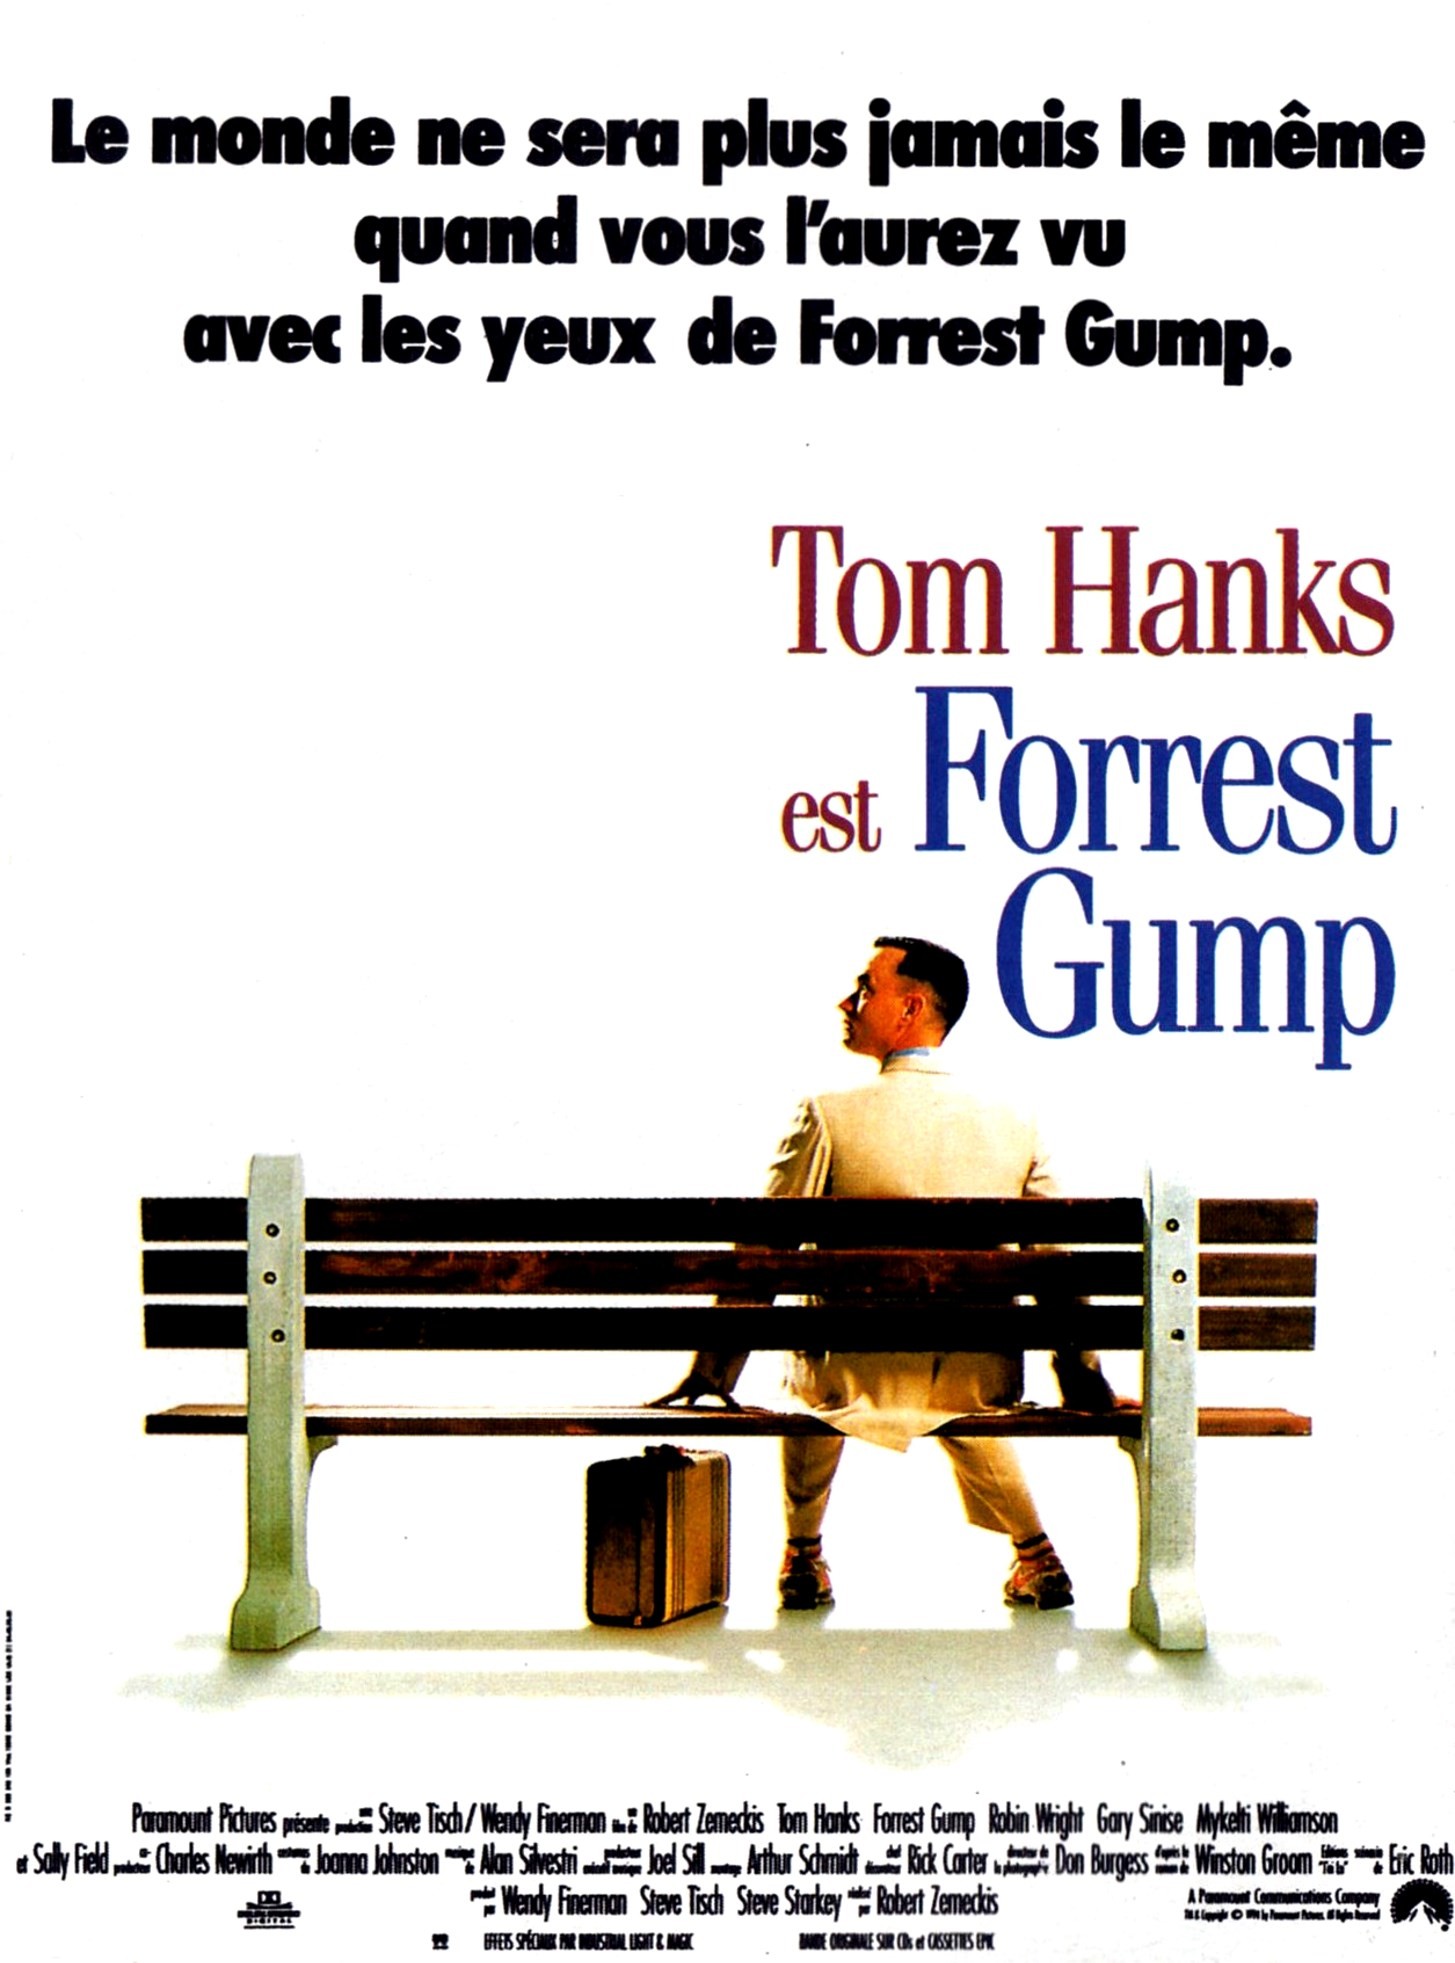 Le monde ne sera plus jamais le même
quand vous l'aurez vu
avec les yeux de Forrest Gump.
Tom Hanks
est Forrest
Gump
Paramount Pictures présente Steve Tisch / Wendy Finerman Robert Zemeckis Tom Hanks Forrest Gump Robin Wright Gary Sinise Mykelti Williamson
et Sally Field Charles Newirth Joanna Johnston Alan Silvestri Joel Sill Arthur Schmidt Rick Carter Don Burgess Winston Groom Eric Roth
Wendy Finerman Steve Tisch Steve Starkey Robert Zemeckis
A Paramount Communications Company
DIGITAL
EFFETS SPÉCIAUX PAR INDUSTRIAL LIGHT & MAGIC
BANDE ORIGINALE SUR CDs et CASSETTES EPIC